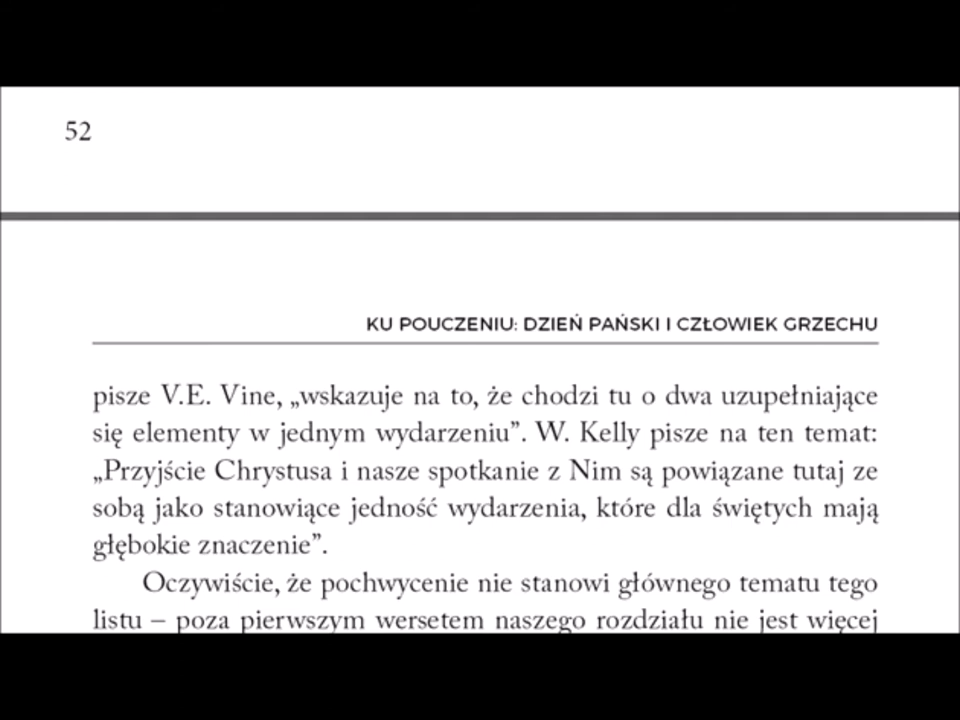 52
KU POUCZENIU: DZIEŃ PAŃSKI I CZŁOWIEK GRZECHU
pisze V.E. Vine, „wskazuje na to, że chodzi tu o dwa uzupełniające
się elementy w jednym wydarzeniu”. W. Kelly pisze na ten temat:
„Przyjście Chrystusa i nasze spotkanie z Nim są powiązane tutaj ze
sobą jako stanowiące jedność wydarzenia, które dla świętych mają
głębokie znaczenie”.
Oczywiście, że pochwycenie nie stanowi głównego tematu tego
listu – poza pierwszym wersetem naszego rozdziału nie jest więcej